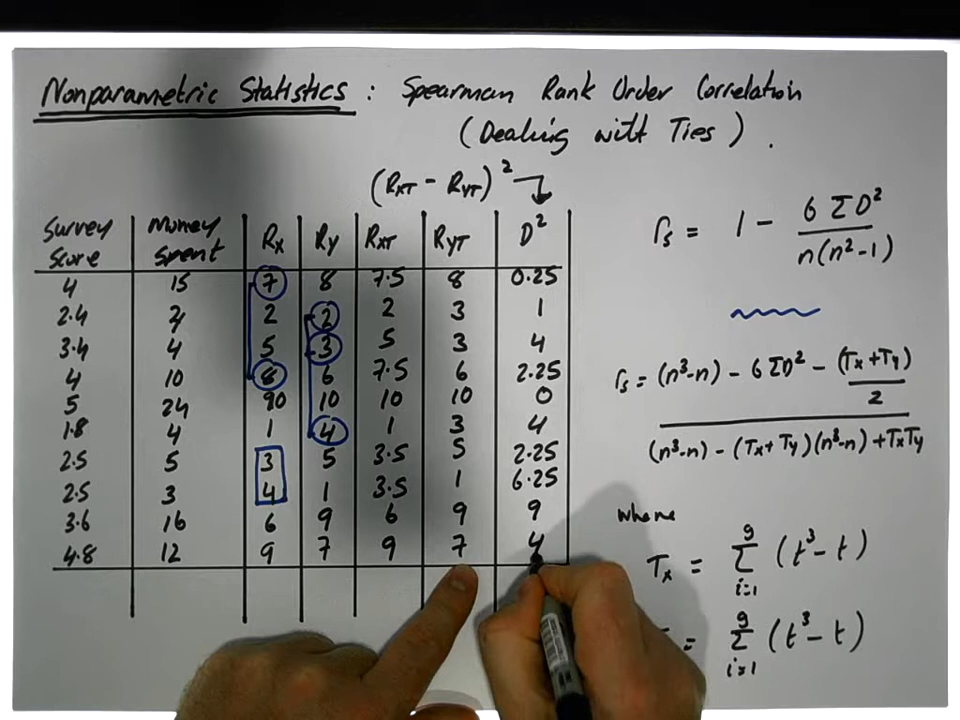 Nonparametric Statistics : Spearman Rank Order Correlation
(Dealing with Ties) .
(RXT - RYT)²
Survey Score | Money Spent | Rx | Ry | RXT | RYT | D²
4 | 15 | 7 | 8 | 7.5 | 8 | 0.25
2.4 | | 2 | 2 | 2 | 3 | 1
3.4 | 4 | 5 | 3 | 5 | 3 | 4
4 | 10 | 8 | 6 | 7.5 | 6 | 2.25
5 | 24 | | 10 | 10 | 10 | 0
1.8 | 4 | 1 | 4 | 1 | 3 | 4
2.5 | 5 | 3 | 5 | 3.5 | 5 | 2.25
2.5 | 3 | 4 | 1 | 3.5 | 1 | 6.25
3.6 | 16 | 6 | 9 | 6 | 9 | 9
4.8 | 12 | 9 | 7 | 9 | 7 | 4
rs = 1 - 6 ΣD² / n(n²-1)
rs = (n³-n) - 6 ΣD² - (Tx+Ty)/2
(n³-n) - (Tx+Ty)(n³-n) + TxTy
where
Tx = g Σ i=1 (t³-t)
= g Σ i=1 (t³-t)